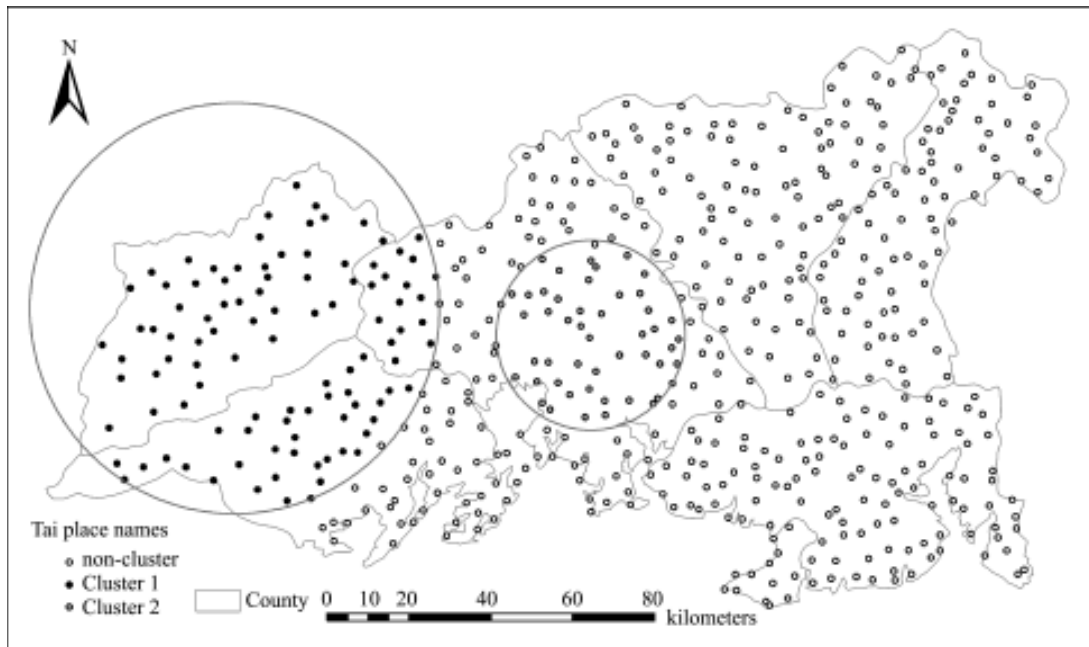 N
Tai place names
non-cluster
Cluster 1
Cluster 2
County
0 10 20 40 60 80
kilometers